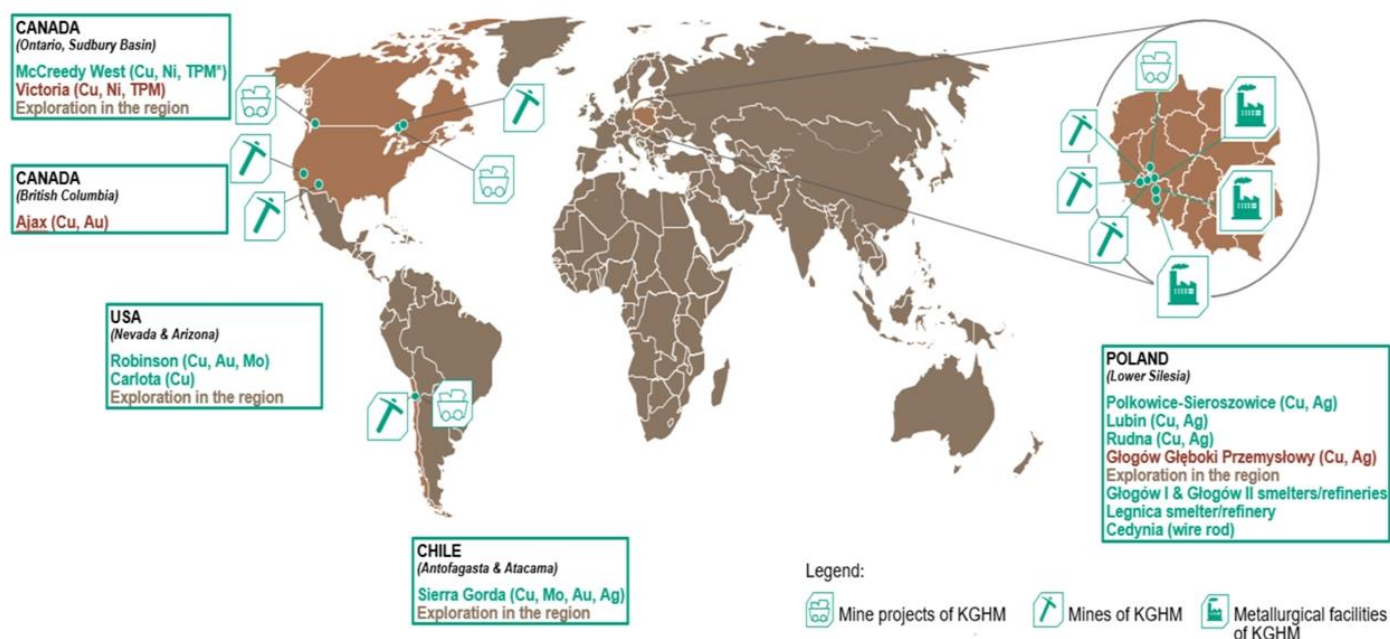 CANADA
(Ontario, Sudbury Basin)
McCreedy West (Cu, Ni, TPM*)
Victoria (Cu, Ni, TPM)
Exploration in the region
CANADA
(British Columbia)
Ajax (Cu, Au)
USA
(Nevada & Arizona)
Robinson (Cu, Au, Mo)
Carlota (Cu)
Exploration in the region
CHILE
(Antofagasta & Atacama)
Sierra Gorda (Cu, Mo, Au, Ag)
Exploration in the region
POLAND
(Lower Silesia)
Polkowice-Sieroszowice (Cu, Ag)
Lubin (Cu, Ag)
Rudna (Cu, Ag)
Głogów Głęboki Przemysłowy (Cu, Ag)
Exploration in the region
Głogów I & Głogów II smelters/refineries
Legnica smelter/refinery
Cedynia (wire rod)
Legend:
Mine projects of KGHM
Mines of KGHM
Metallurgical facilities
of KGHM